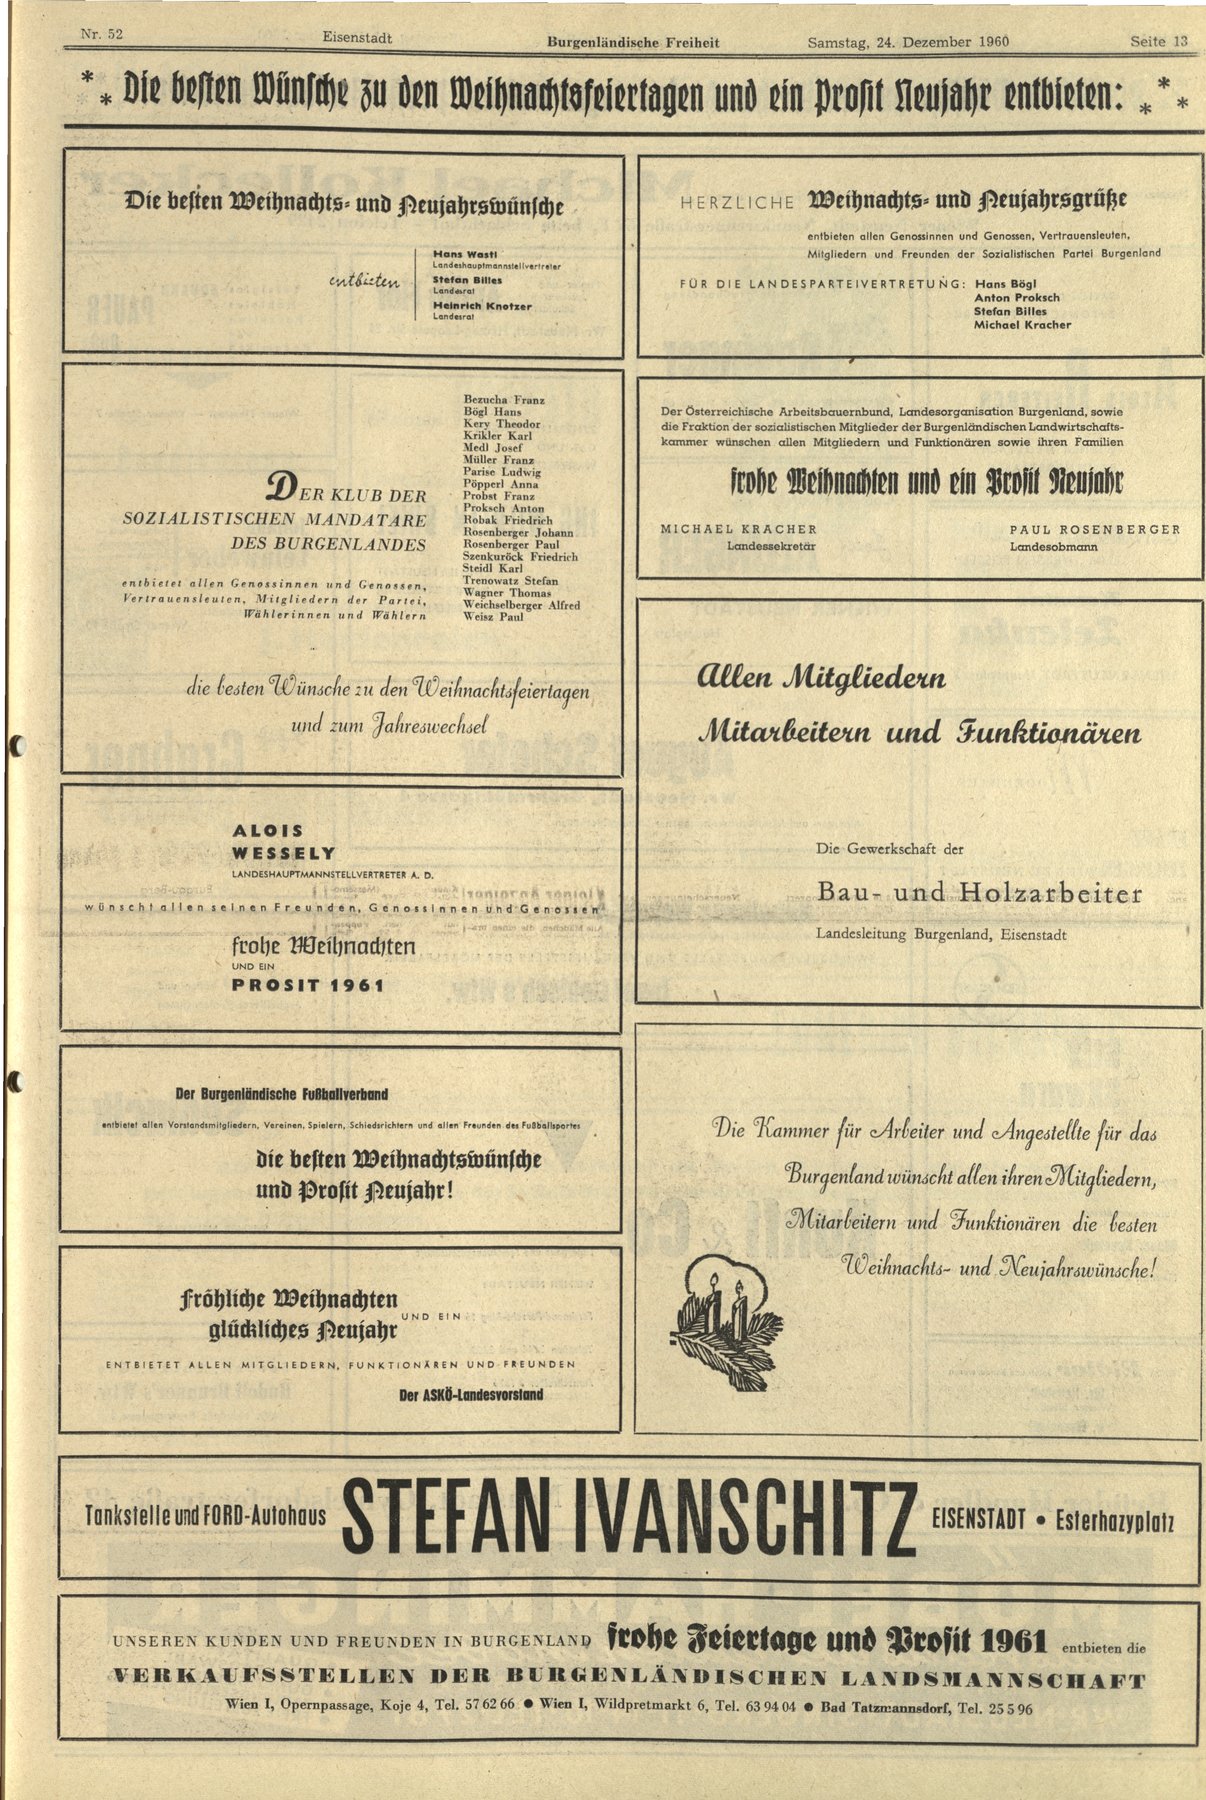 Nr. 52 Eisenstadt Burgenländische Freiheit Samstag, 24. Dezember 1960 Seite 13
Die besten Wünsche zu den Weihnachtsfeiertagen und ein Prosit Neujahr entbieten:
Die besten Weihnachts- und Neujahrswünsche
entbieten
Hans Wastl
Landeshauptmannstellvertreter
Stefan Billes
Landesrat
Heinrich Knotzer
Landesrat
HERZLICHE Weihnachts- und Neujahrsgrüße
entbieten allen Genossinnen und Genossen, Vertrauensleuten,
Mitgliedern und Freunden der Sozialistischen Partei Burgenland
FÜR DIE LANDESPARTEIVERTRETUNG: Hans Bögl
Anton Proksch
Stefan Billes
Michael Kracher
DER KLUB DER
SOZIALISTISCHEN MANDATARE
DES BURGENLANDES
entbietet allen Genossinnen und Genossen,
Vertrauensleuten, Mitgliedern der Partei,
Wählerinnen und Wählern
Bezucha Franz
Bögl Hans
Kery Theodor
Krikler Karl
Medl Josef
Müller Franz
Parise Ludwig
Pöpperl Anna
Probst Franz
Proksch Anton
Robak Friedrich
Rosenberger Johann
Rosenberger Paul
Szenkuröck Friedrich
Steidl Karl
Trenowatz Stefan
Wagner Thomas
Weichselberger Alfred
Weisz Paul
die besten Wünsche zu den Weihnachtsfeiertagen
und zum Jahreswechsel
Der Österreichische Arbeitsbauernbund, Landesorganisation Burgenland, sowie
die Fraktion der sozialistischen Mitglieder der Burgenländischen Landwirtschafts-
kammer wünschen allen Mitgliedern und Funktionären sowie ihren Familien
frohe Weihnachten und ein Prosit Neujahr
MICHAEL KRACHER PAUL ROSENBERGER
Landessekretär Landesobmann
Allen Mitgliedern
Mitarbeitern und Funktionären
Die Gewerkschaft der
Bau- und Holzarbeiter
Landesleitung Burgenland, Eisenstadt
ALOIS
WESSELY
LANDESHAUPTMANNSTELLVERTRETER A. D.
wünscht allen seinen Freunden, Genossinnen und Genossen
frohe Weihnachten
UND EIN
PROSIT 1961
Der Burgenländische Fußballverband
entbietet allen Vorstandsmitgliedern, Vereinen, Spielern, Schiedsrichtern und allen Freunden des Fußballsportes
die besten Weihnachtswünsche
und Prosit Neujahr!
Die Kammer für Arbeiter und Angestellte für das
Burgenland wünscht allen ihren Mitgliedern,
Mitarbeitern und Funktionären die besten
Weihnachts- und Neujahrswünsche!
Fröhliche Weihnachten
UND EIN
glückliches Neujahr
ENTBIETET ALLEN MITGLIEDERN, FUNKTIONÄREN UND FREUNDEN
Der ASKÖ-Landesvorstand
Tankstelle und FORD-Autohaus STEFAN IVANSCHITZ EISENSTADT • Esterhazyplatz
UNSEREN KUNDEN UND FREUNDEN IN BURGENLAND frohe Feiertage und Prosit 1961 entbieten die
VERKAUFSSTELLEN DER BURGENLÄNDISCHEN LANDSMANNSCHAFT
Wien I, Opernpassage, Koje 4, Tel. 57 62 66 ● Wien I, Wildpretmarkt 6, Tel. 63 94 04 ● Bad Tatzmannsdorf, Tel. 25 5 96